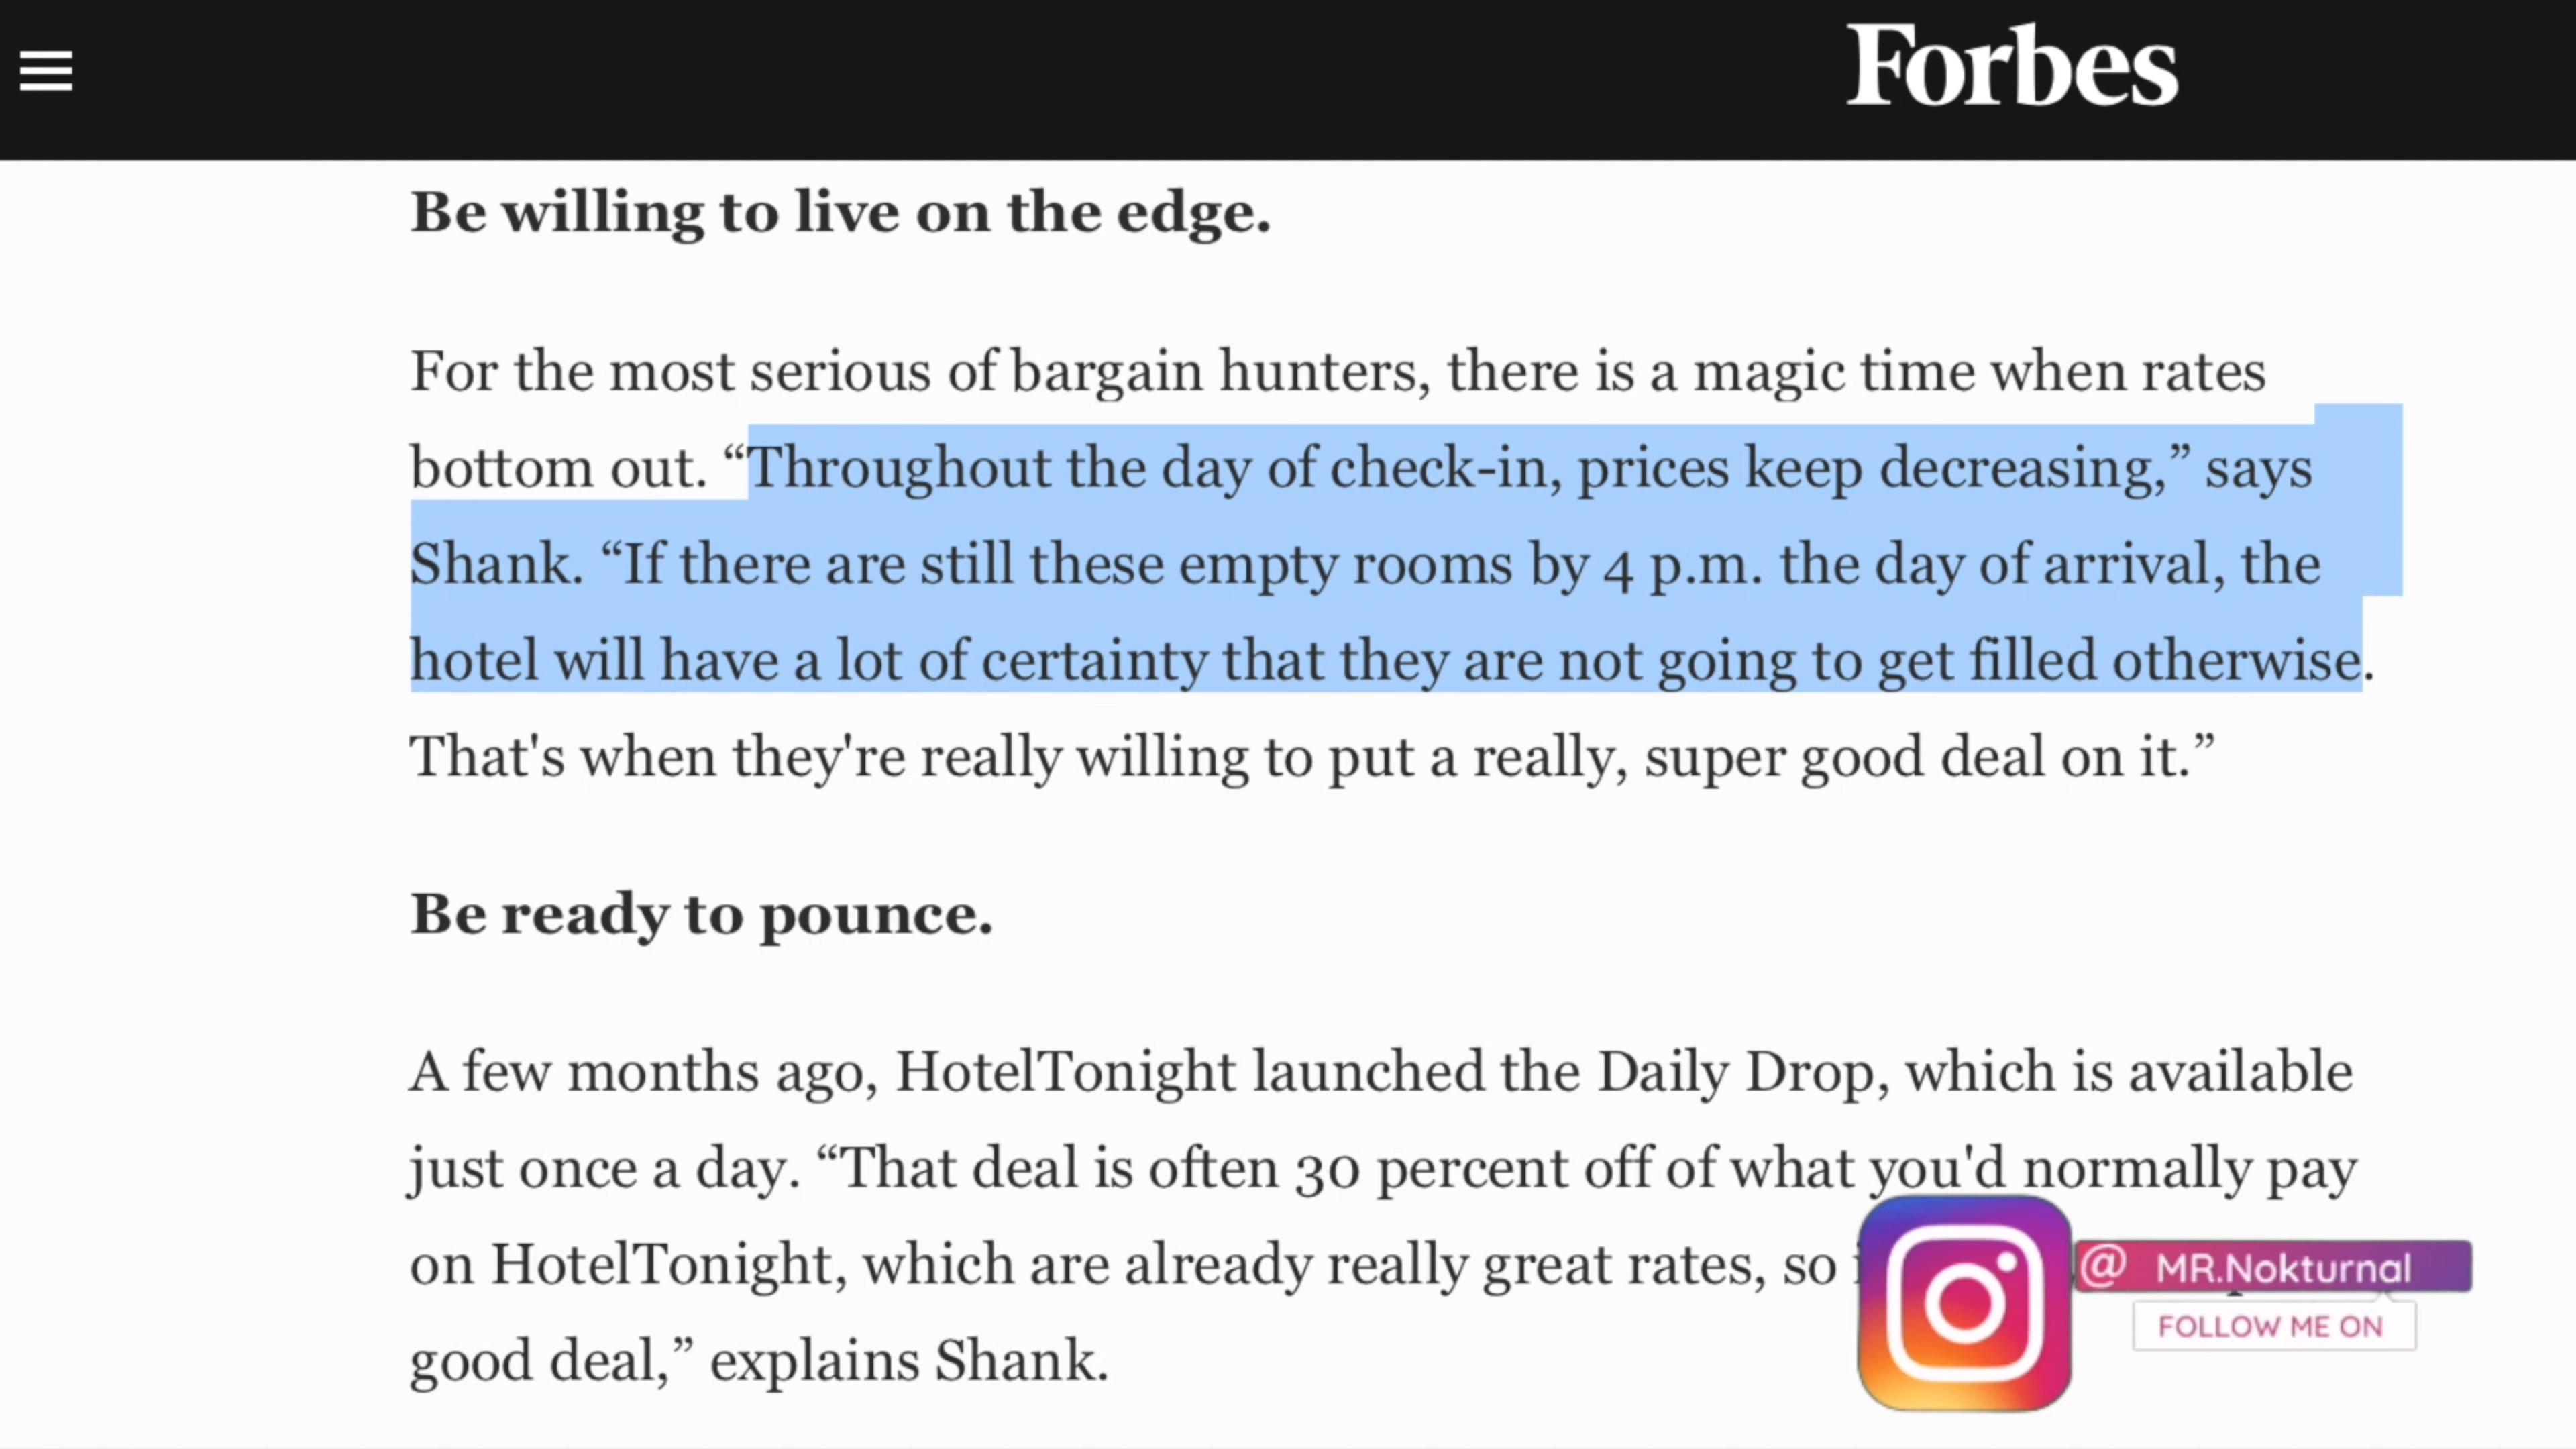 Forbes
Be willing to live on the edge.
For the most serious of bargain hunters, there is a magic time when rates
bottom out. “Throughout the day of check-in, prices keep decreasing,” says
Shank. “If there are still these empty rooms by 4 p.m. the day of arrival, the
hotel will have a lot of certainty that they are not going to get filled otherwise.
That's when they're really willing to put a really, super good deal on it.”
Be ready to pounce.
A few months ago, HotelTonight launched the Daily Drop, which is available
just once a day. “That deal is often 30 percent off of what you'd normally pay
on HotelTonight, which are already really great rates, so
good deal,” explains Shank.
@ MR.Nokturnal
FOLLOW ME ON